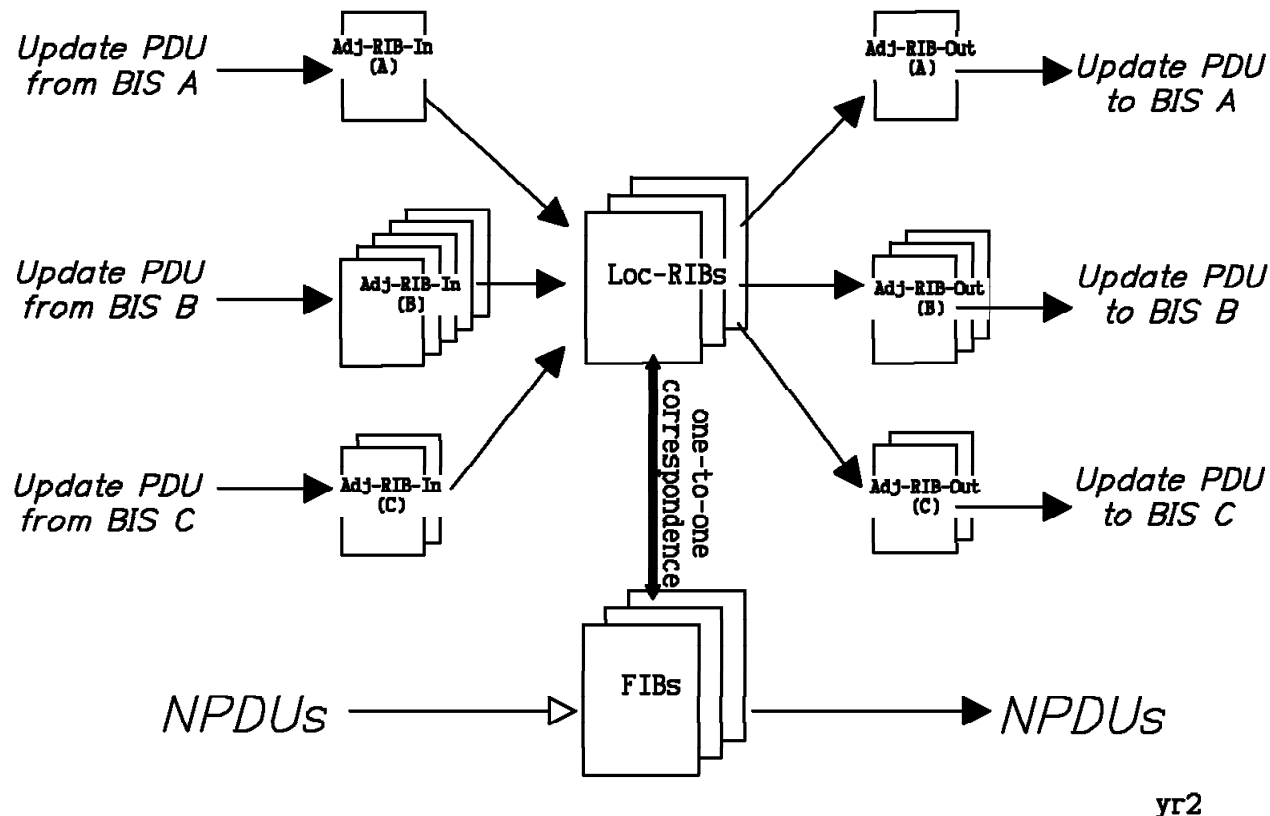 Update PDU
from BIS A
Adj-RIB-In
(A)
Adj-RIB-Out
(A)
Update PDU
to BIS A
Update PDU
from BIS B
Adj-RIB-In
(B)
Loc-RIBs
Adj-RIB-Out
(B)
Update PDU
to BIS B
one-to-one
correspondence
Update PDU
from BIS C
Adj-RIB-In
(C)
Adj-RIB-Out
(C)
Update PDU
to BIS C
NPDUs
FIBs
NPDUs
yr2